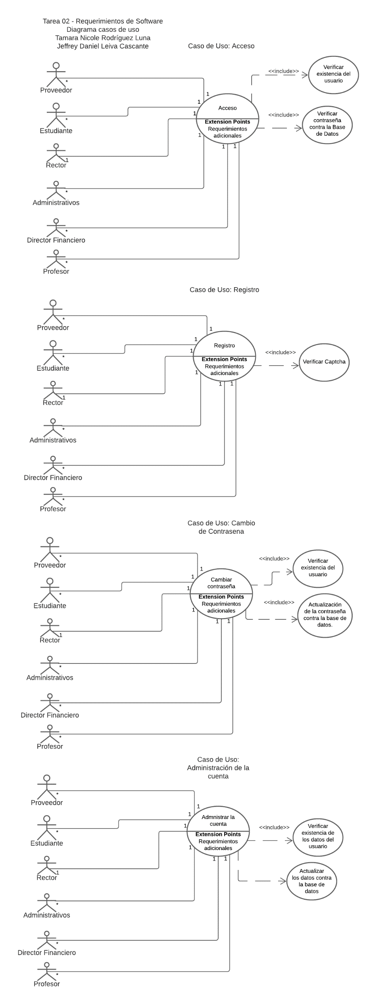 Tarea 02 - Requerimientos de Software
Diagrama casos de uso
Tamara Nicole Rodríguez Luna
Jeffrey Daniel Leiva Cascante
Caso de Uso: Acceso
Proveedor
*
Estudiante
*
Rector
1
Administrativos
*
Director Financiero
*
Profesor
*
1
1
1
1
1
1
Acceso
Extension Points
Requerimientos
adicionales
<<include>>
Verificar
existencia del
usuario
<<include>>
Verificar
contraseña
contra la Base
de Datos
Caso de Uso: Registro
Proveedor
*
Estudiante
*
Rector
1
Administrativos
*
Director Financiero
*
Profesor
*
1
1
1
1
1
1
Registro
Extension Points
Requerimientos
adicionales
<<include>>
Verificar Captcha
Caso de Uso: Cambio
de Contrasena
Proveedor
*
Estudiante
*
Rector
1
Administrativos
*
Director Financiero
*
Profesor
*
1
1
1
1
1
1
Cambiar
contraseña
Extension Points
Requerimientos
adicionales
<<include>>
Verificar
existencia del
usuario
<<include>>
Actualización
de la contraseña
contra la base de
datos.
Caso de Uso:
Administración de la
cuenta
Proveedor
*
Estudiante
*
Rector
1
Administrativos
*
Director Financiero
*
Profesor
*
1
1
1
1
1
1
Admnistrar la
cuenta
Extension Points
Requerimientos
adicionales
<<include>>
Verificar
existencia de
los datos del
usuario
Actualizar
los datos contra
la base de
datos